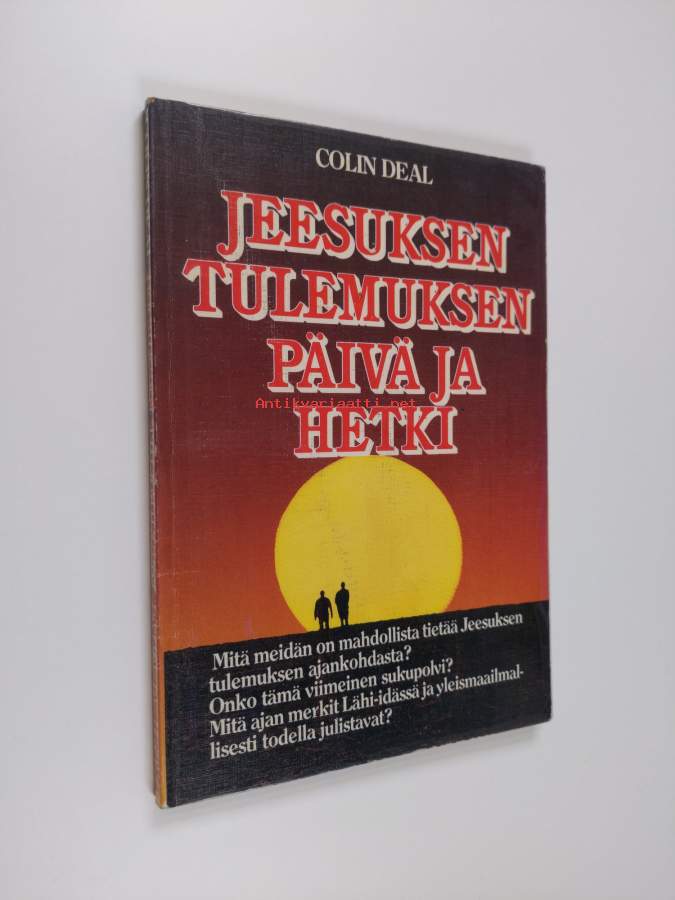 COLIN DEAL
JEESUKSEN
TULEMUKSEN
PÄIVÄ JA
Antikvariaatti.net
HETKI
Mitä meidän on mahdollista tietää Jeesuksen
tulemuksen ajankohdasta?
Onko tämä viimeinen sukupolvi?
Mitä ajan merkit Lähi-idässä ja yleismaailmal-
lisesti todella julistavat?